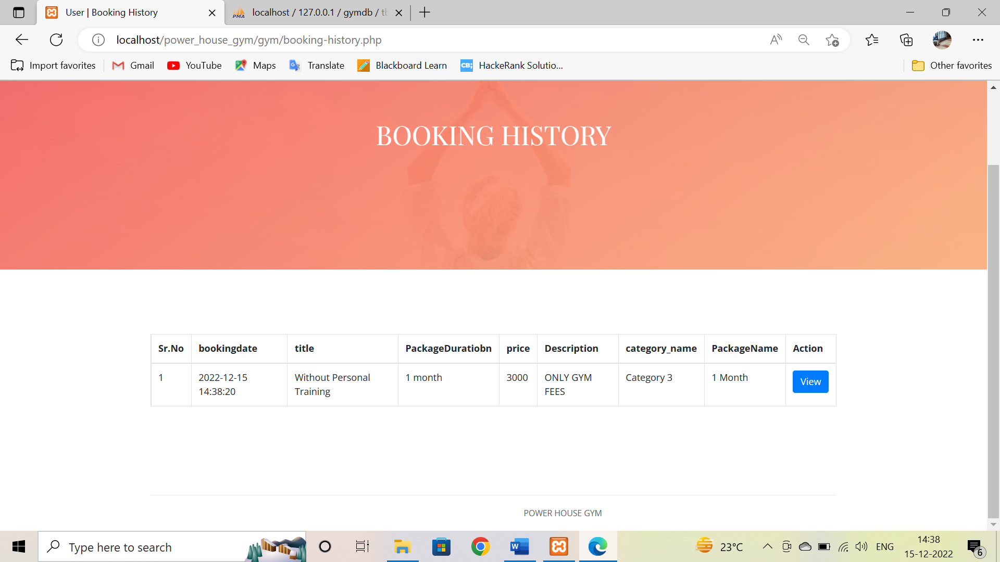 User | Booking History
localhost / 127.0.0.1 / gymdb / tb
PMA
localhost/power_house_gym/gym/booking-history.php
Import favorites
Gmail
YouTube
Maps
Translate
Blackboard Learn
CB;
HackeRank Solutio...
Other favorites
BOOKING HISTORY
Sr.No bookingdate title PackageDuratiobn price Description category_name PackageName Action
1 2022-12-15 Without Personal 1 month 3000 ONLY GYM Category 3 1 Month View
14:38:20 Training FEES
POWER HOUSE GYM
Type here to search
23°C
ENG
14:38
15-12-2022
6